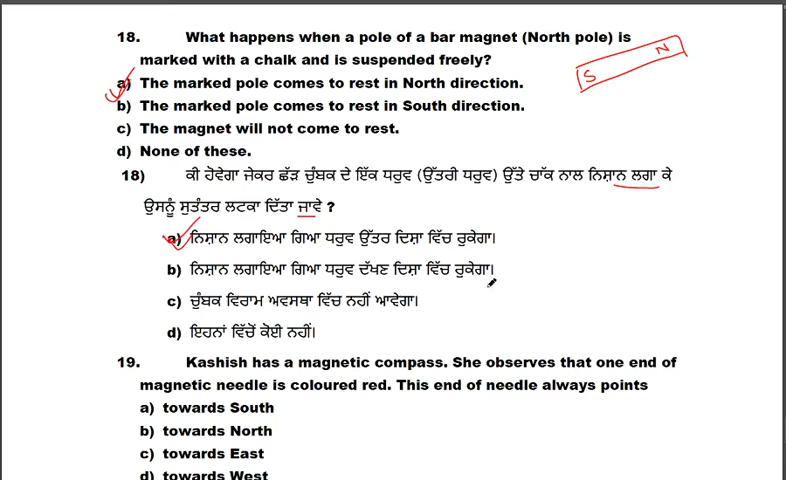 18. What happens when a pole of a bar magnet (North pole) is
marked with a chalk and is suspended freely?
a) The marked pole comes to rest in North direction.
b) The marked pole comes to rest in South direction.
c) The magnet will not come to rest.
d) None of these.
S N
18) ਕੀ ਹੋਵੇਗਾ ਜੇਕਰ ਛੱੜ ਚੁੰਬਕ ਦੇ ਇੱਕ ਧਰੁਵ (ਉੱਤਰੀ ਧਰੁਵ) ਉੱਤੇ ਚਾੱਕ ਨਾਲ ਨਿਸ਼ਾਨ ਲਗਾ ਕੇ
ਉਸਨੂੰ ਸੁਤੰਤਰ ਲਟਕਾ ਦਿੱਤਾ ਜਾਵੇ ?
a) ਨਿਸ਼ਾਨ ਲਗਾਇਆ ਗਿਆ ਧਰੁਵ ਉੱਤਰ ਦਿਸ਼ਾ ਵਿੱਚ ਰੁਕੇਗਾ।
b) ਨਿਸ਼ਾਨ ਲਗਾਇਆ ਗਿਆ ਧਰੁਵ ਦੱਖਣ ਦਿਸ਼ਾ ਵਿੱਚ ਰੁਕੇਗਾ।
c) ਚੁੰਬਕ ਵਿਰਾਮ ਅਵਸਥਾ ਵਿੱਚ ਨਹੀਂ ਆਵੇਗਾ।
d) ਇਹਨਾਂ ਵਿੱਚੋਂ ਕੋਈ ਨਹੀਂ।
19. Kashish has a magnetic compass. She observes that one end of
magnetic needle is coloured red. This end of needle always points
a) towards South
b) towards North
c) towards East
d) towards West